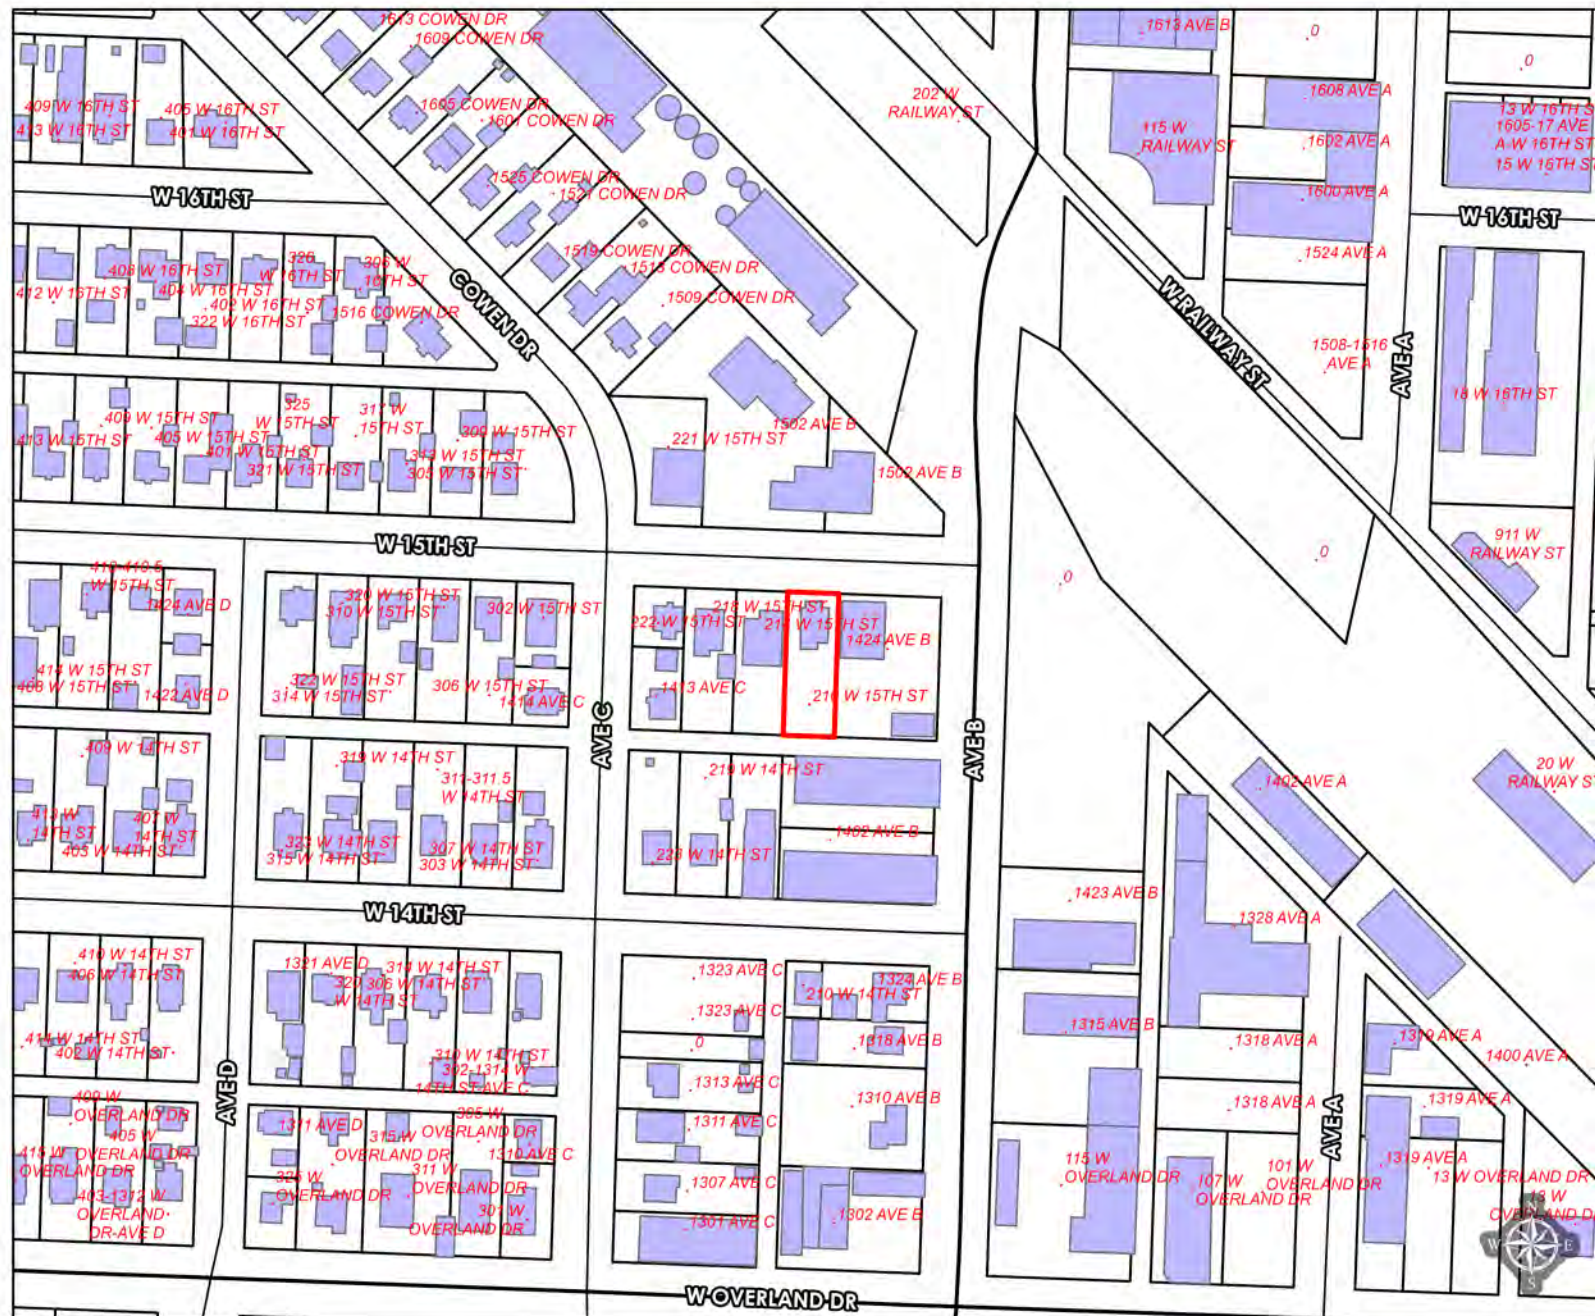 1613 COWEN DR
1609 COWEN DR
1613 AVE B
0
0
409 W 16TH ST
405 W 16TH ST
413 W 16TH ST
401 W 16TH ST
1605 COWEN DR
1601 COWEN DR
202 W
RAILWAY ST
115 W
RAILWAY ST
1608 AVE A
1602 AVE A
1600 AVE A
13 W 16TH S
1605-17 AVE
A-W 16TH ST
15 W 16TH ST
W 16TH ST
1525 COWEN DR
1521 COWEN DR
W 16TH ST
1524 AVE A
1519 COWEN DR
1515 COWEN DR
1509 COWEN DR
408 W 16TH ST
412 W 16TH ST
404 W 16TH ST
402 W 16TH ST
322 W 16TH ST
326
W 16TH ST
306 W
16TH ST
1516 COWEN DR
COWEN DR
W RAILWAY ST
1508-1516
AVE A
AVE A
18 W 16TH ST
409 W 15TH ST
413 W 15TH ST
405 W 15TH ST
401 W 15TH ST
325
W 15TH ST
321 W 15TH ST
317 W
15TH ST
309 W 15TH ST
313 W 15TH ST
305 W 15TH ST
221 W 15TH ST
1502 AVE B
1502 AVE B
W 15TH ST
911 W
RAILWAY ST
0
0
W 15TH ST
1424 AVE D
414 W 15TH ST
1422 AVE D
320 W 15TH ST
310 W 15TH ST
302 W 15TH ST
322 W 15TH ST
314 W 15TH ST
306 W 15TH ST
1414 AVE C
218 W 15TH ST
222 W 15TH ST
W 15TH ST
1424 AVE B
1413 AVE C
210 W 15TH ST
AVE C
AVE B
409 W 14TH ST
413 W
14TH ST
407 W
14TH ST
403 W 14TH ST
319 W 14TH ST
311-311.5
W 14TH ST
323 W 14TH ST
315 W 14TH ST
307 W 14TH ST
303 W 14TH ST
219 W 14TH ST
223 W 14TH ST
1402 AVE B
1402 AVE A
20 W
RAILWAY ST
W 14TH ST
1423 AVE B
1328 AVE A
410 W 14TH ST
406 W 14TH ST
414 W 14TH ST
402 W 14TH ST
1321 AVE D
314 W 14TH ST
320
W 14TH ST
306 W 14TH ST
310 W 14TH ST
302-1314 W
14TH ST-AVE C
1323 AVE C
1323 AVE C
0
1313 AVE C
1311 AVE C
1307 AVE C
1301 AVE C
1324 AVE B
210 W 14TH ST
1318 AVE B
1310 AVE B
1302 AVE B
1315 AVE B
1318 AVE A
1318 AVE A
1319 AVE A
1400 AVE A
1319 AVE A
1319 AVE A
AVE D
AVE A
409 W
OVERLAND DR
405 W
OVERLAND DR
415 W
OVERLAND DR
403-1312 W
OVERLAND
DR-AVE D
1311 AVE D
315 W
OVERLAND DR
325 W
OVERLAND DR
305 W
OVERLAND DR
1310 AVE C
311 W
OVERLAND DR
301 W
OVERLAND DR
115 W
OVERLAND DR
107 W
OVERLAND DR
101 W
OVERLAND DR
13 W OVERLAND DR
W
W OVERLAND DR
W
E
S